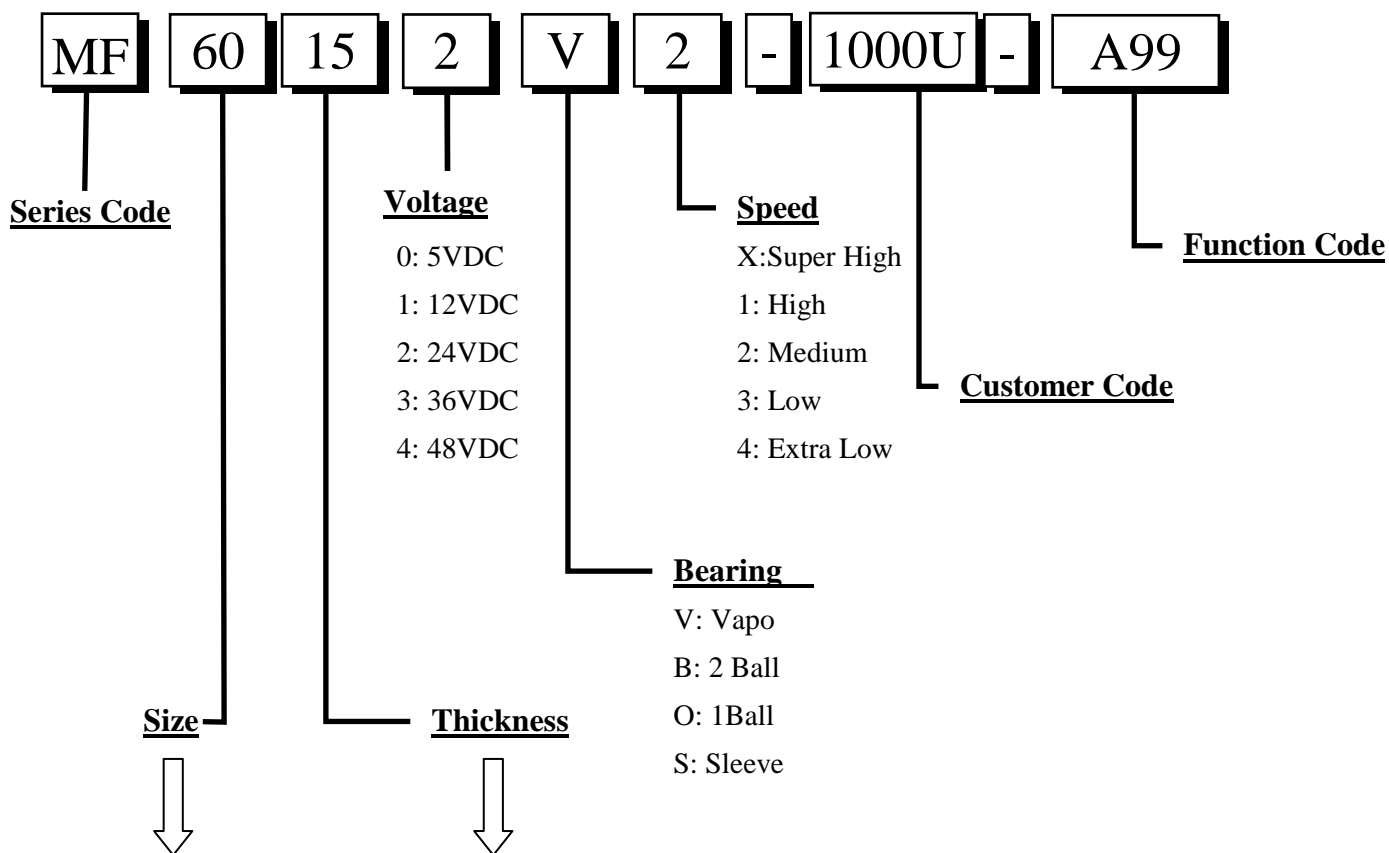 MF 60 15 2 V 2 - 1000U - A99
Series Code
Voltage
0: 5VDC
1: 12VDC
2: 24VDC
3: 36VDC
4: 48VDC
Speed
X:Super High
1: High
2: Medium
3: Low
4: Extra Low
Function Code
Customer Code
Bearing
V: Vapo
B: 2 Ball
O: 1Ball
S: Sleeve
Size
Thickness